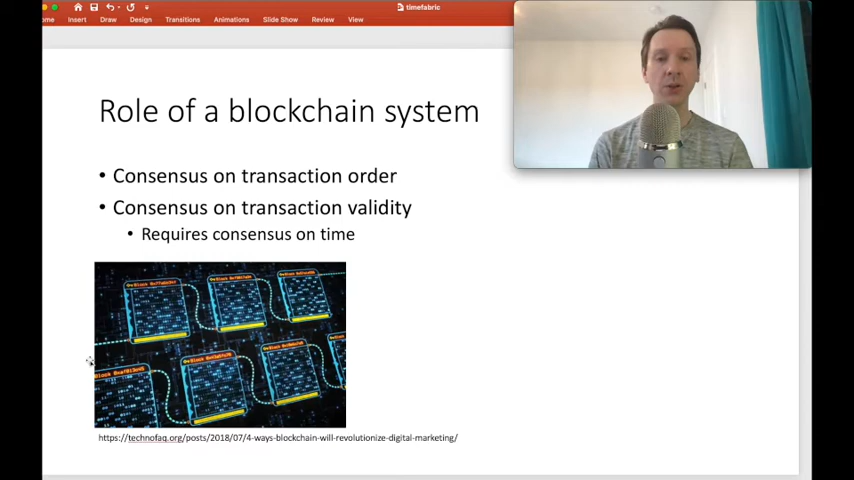 timefabric
ome Insert Draw Design Transitions Animations Slide Show Review View
Role of a blockchain system
• Consensus on transaction order
• Consensus on transaction validity
• Requires consensus on time
https://technofaq.org/posts/2018/07/4-ways-blockchain-will-revolutionize-digital-marketing/